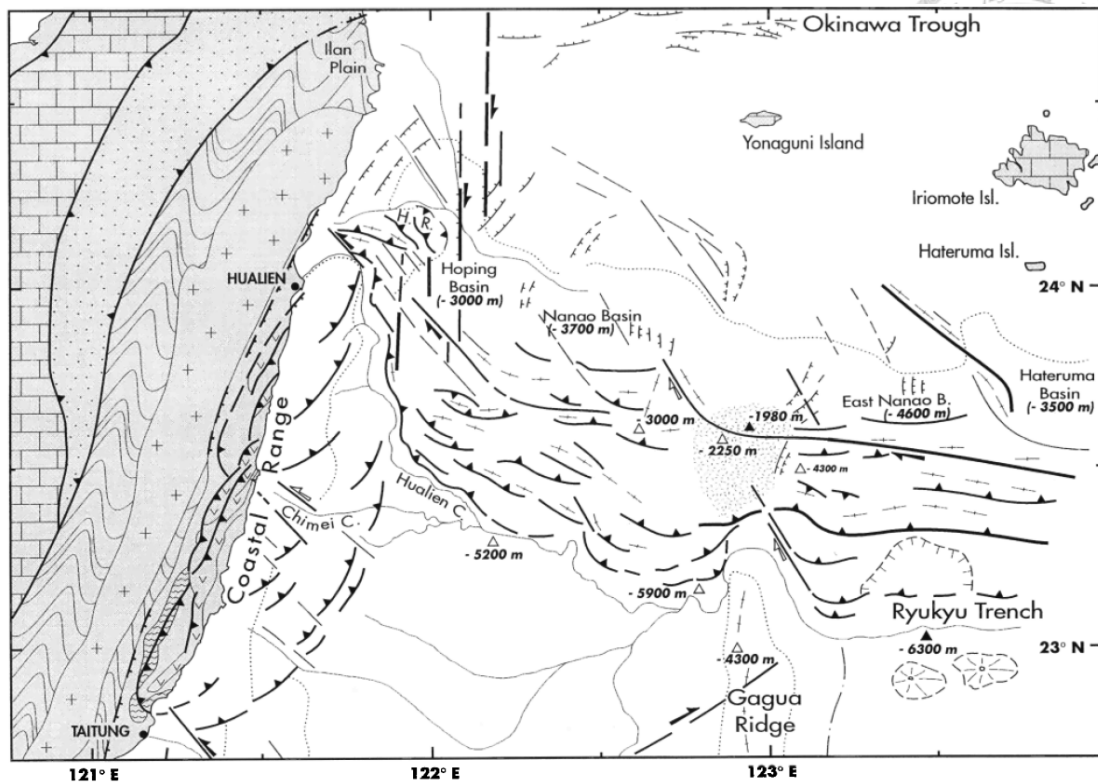 Okinawa Trough
Ilan
Plain
Yonaguni Island
Iriomote Isl.
H. R.
Hateruma Isl.
HUALIEN
Hoping
Basin
(- 3000 m)
24° N
Nanao Basin
(- 3700 m)
Hateruma
Basin
(- 3500 m)
East Nanao B.
(- 4600 m)
3000 m
-1980 m
- 2250 m
- 4300 m
Coastal Range
Hualien C.
Chimei C.
- 5200 m
- 5900 m
Ryukyu Trench
- 6300 m
23° N
- 4300 m
Gagua
Ridge
TAITUNG
121° E
122° E
123° E